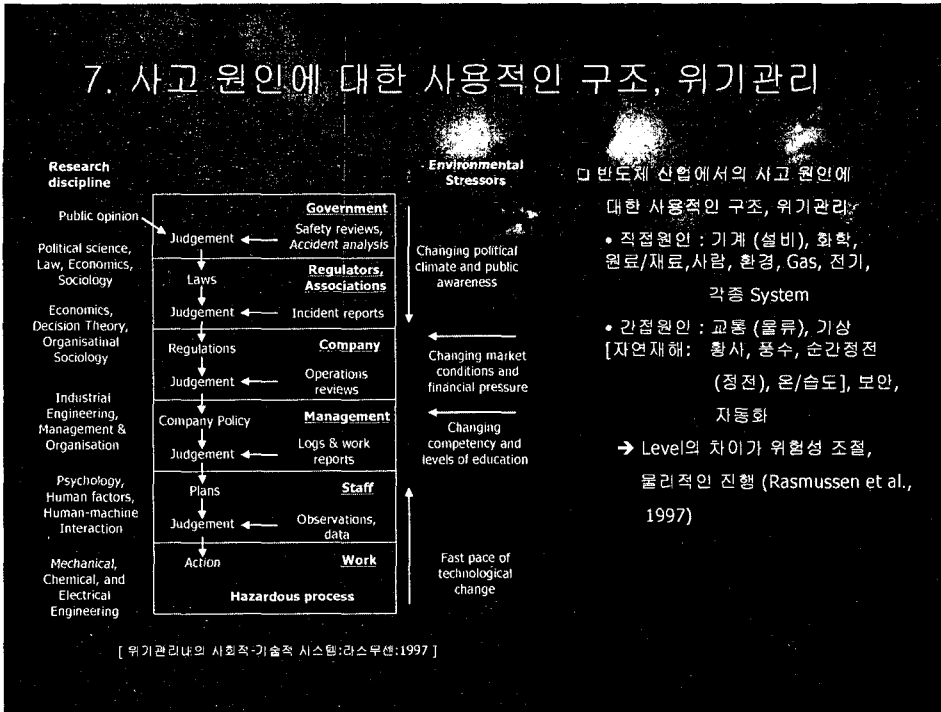 7. 사고 원인에 대한 사용적인 구조, 위기관리
Research
discipline
Public opinion
Political science,
Law, Economics,
Sociology
Economics,
Decision Theory,
Organisatinal
Sociology
Industrial
Engineering,
Management &
Organisation
Psychology,
Human factors,
Human-machine
Interaction
Mechanical,
Chemical, and
Electrical
Engineering
Government
Judgement
Safety reviews,
Accident analysis
Laws
Regulators,
Associations
Judgement
Incident reports
Regulations
Company
Judgement
Operations
reviews
Company Policy
Management
Judgement
Logs & work
reports
Plans
Staff
Judgement
Observations,
data
Action
Work
Hazardous process
Environmental
Stressors
Changing political
climate and public
awareness
Changing market
conditions and
financial pressure
Changing
competency and
levels of education
Fast pace of
technological
change
[ 위기관리내의 사회적-기술적 시스템:라스무센:1997 ]
□ 반도체 산업에서의 사고 원인에
대한 사용적인 구조, 위기관리
• 직접원인 : 기계 (설비), 화학,
원료/재료,사람, 환경, Gas, 전기,
각종 System
• 간접원인 : 교통 (물류), 기상
[자연재해: 황사, 풍수, 순간정전
(정전), 온/습도], 보안,
자동화
→ Level의 차이가 위험성 조절,
물리적인 진행 (Rasmussen et al.,
1997)